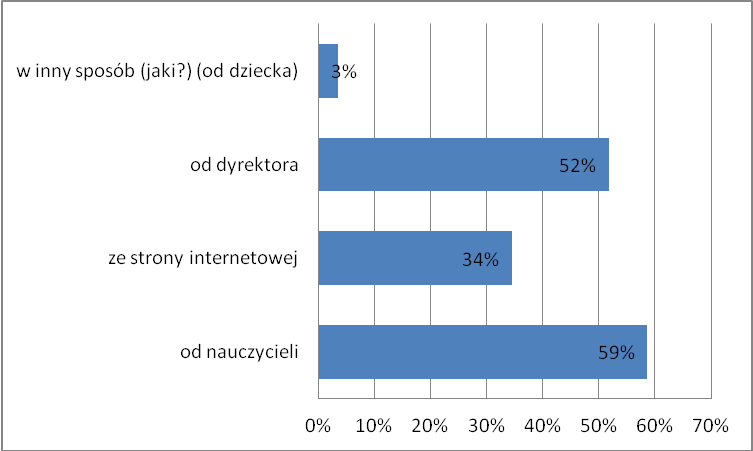 w inny sposób (jaki?) (od dziecka)
3%
od dyrektora
52%
ze strony internetowej
34%
od nauczycieli
59%
0% 10% 20% 30% 40% 50% 60% 70%